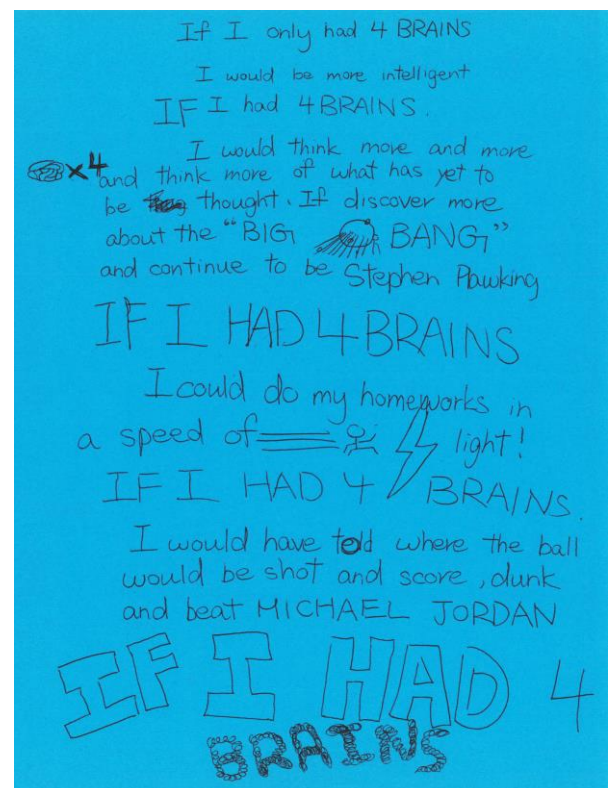 If I only had 4 BRAINS
I would be more intelligent
IF I had 4 BRAINS.
I would think more and more
x4 and think more of what has yet to
be thought. If discover more
about the "BIG BANG"
and continue to be Stephen Hawking
IF I HAD 4 BRAINS
I could do my homeworks in
a speed of light!
IF I HAD 4 BRAINS.
I would have told where the ball
would be shot and score, dunk
and beat MICHAEL JORDAN
IF I HAD 4
BRAINS